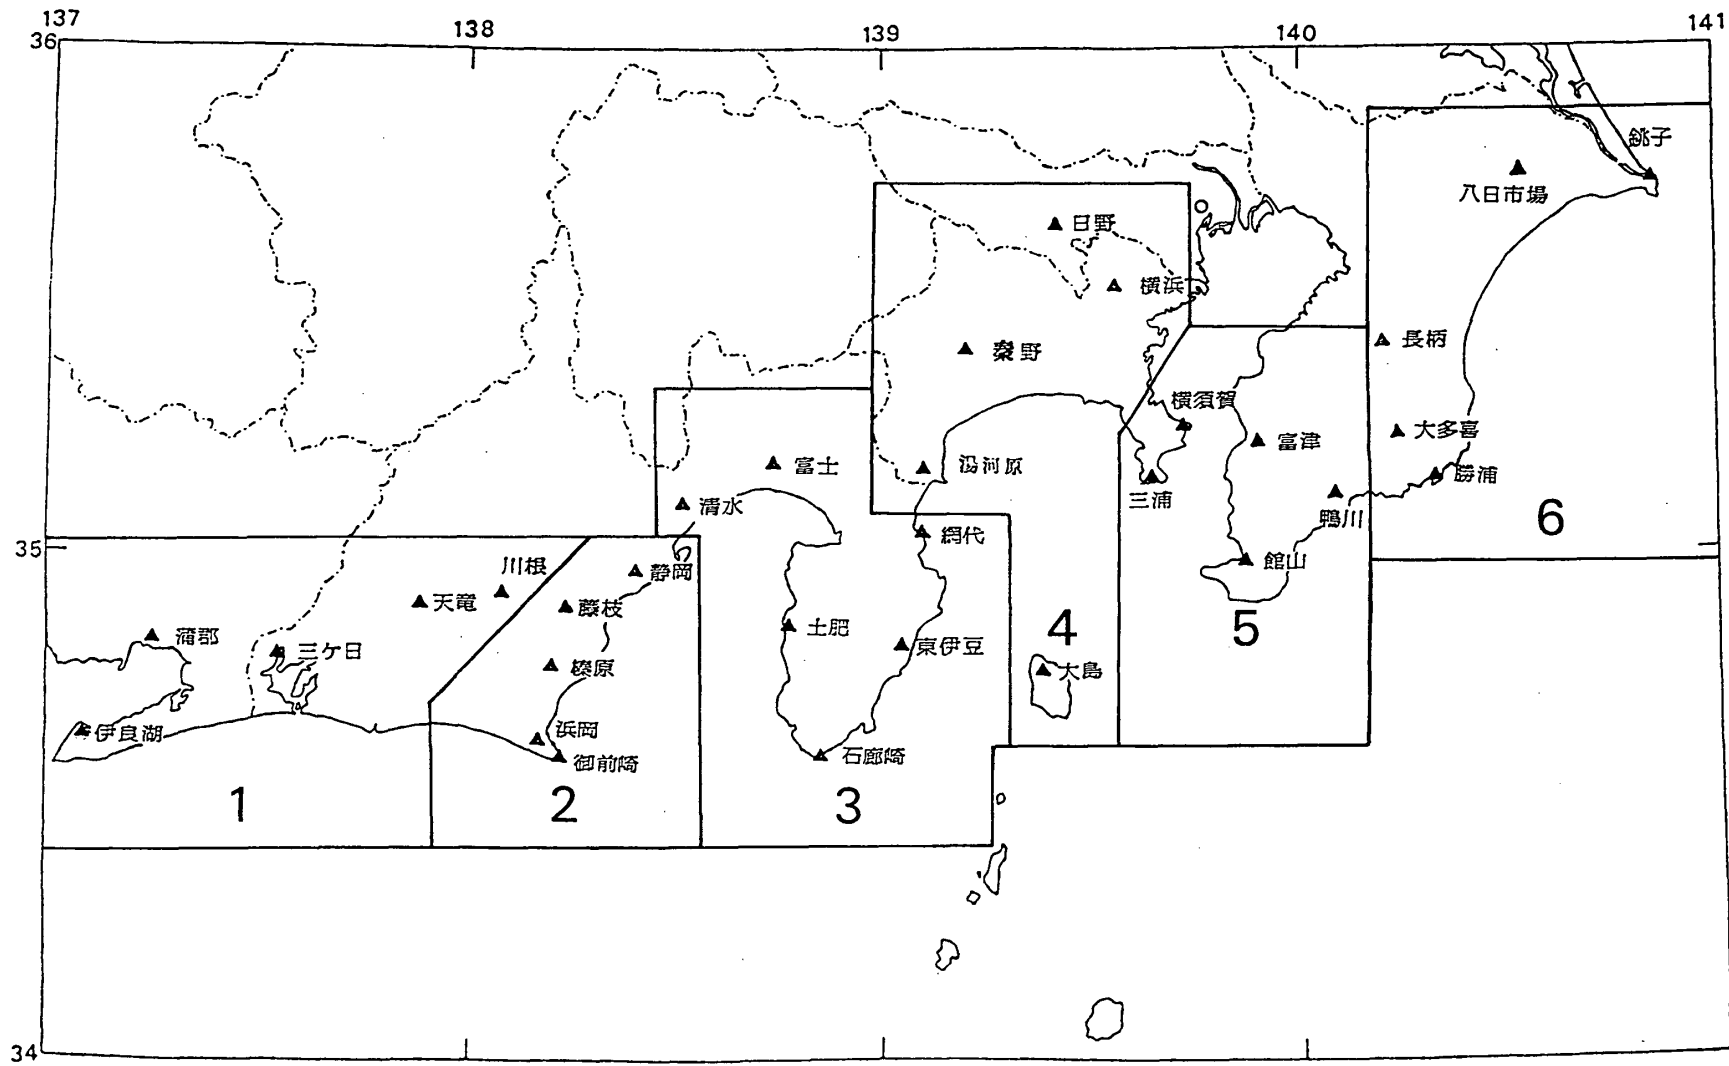 137
138
139
140
141
36
銚子
八日市場
日野
横浜
長柄
秦野
横須賀
大多喜
富津
富士
湯河原
勝浦
三浦
清水
鴨川
6
網代
35
館山
川根
静岡
天竜
藤枝
土肥
4
5
蒲郡
東伊豆
三ケ日
榛原
大島
伊良湖
浜岡
石廊崎
御前崎
1
2
3
34